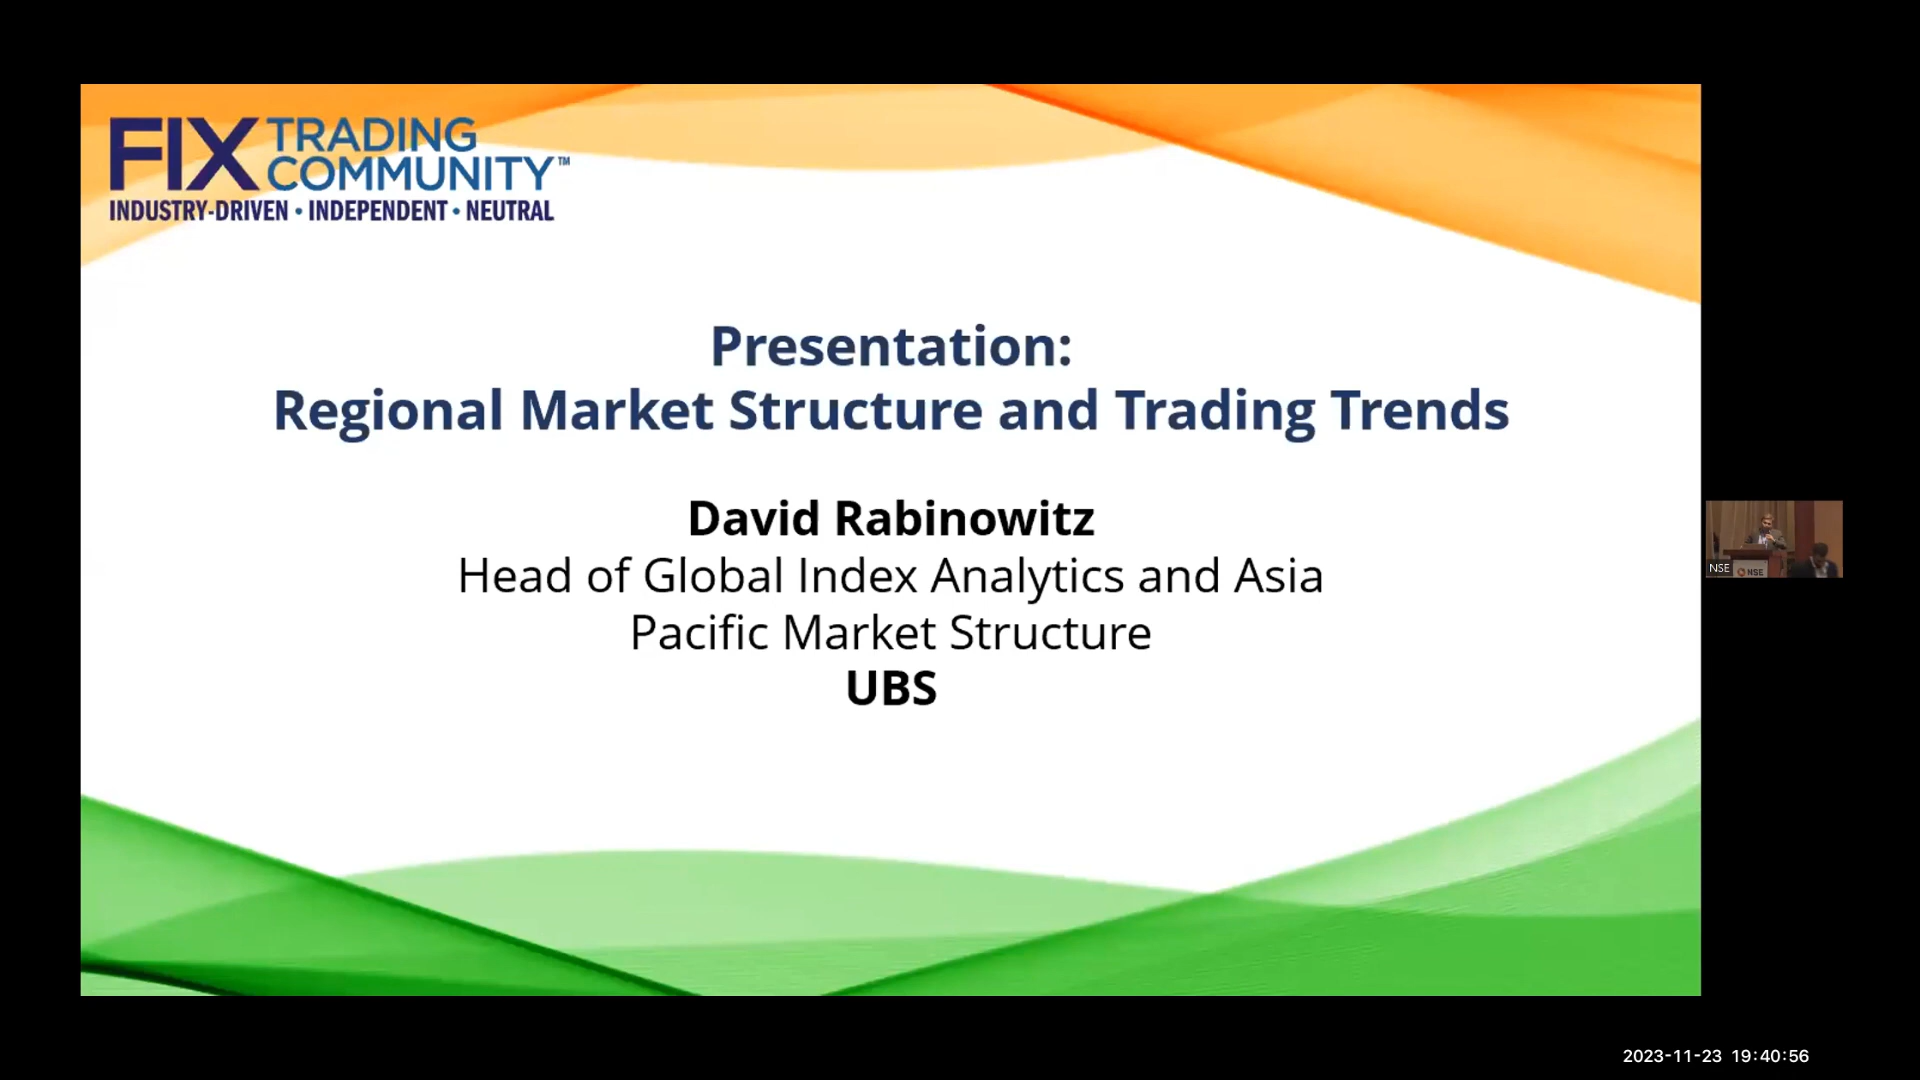 FIX TRADING
COMMUNITY™
INDUSTRY-DRIVEN • INDEPENDENT • NEUTRAL
Presentation:
Regional Market Structure and Trading Trends
David Rabinowitz
Head of Global Index Analytics and Asia
Pacific Market Structure
UBS
NSE
NSE
2023-11-23 19:40:56